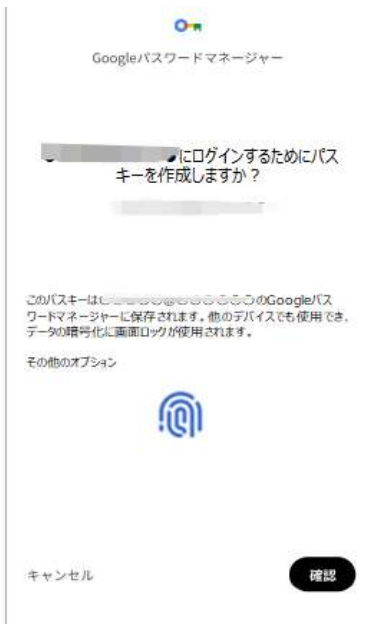 Googleパスワードマネージャー
にログインするためにパス
キーを作成しますか？
このパスキーは のGoogleパス
ワードマネージャーに保存されます。他のデバイスでも使用でき、
データの暗号化に画面ロックが使用されます。
その他のオプション
キャンセル
確認